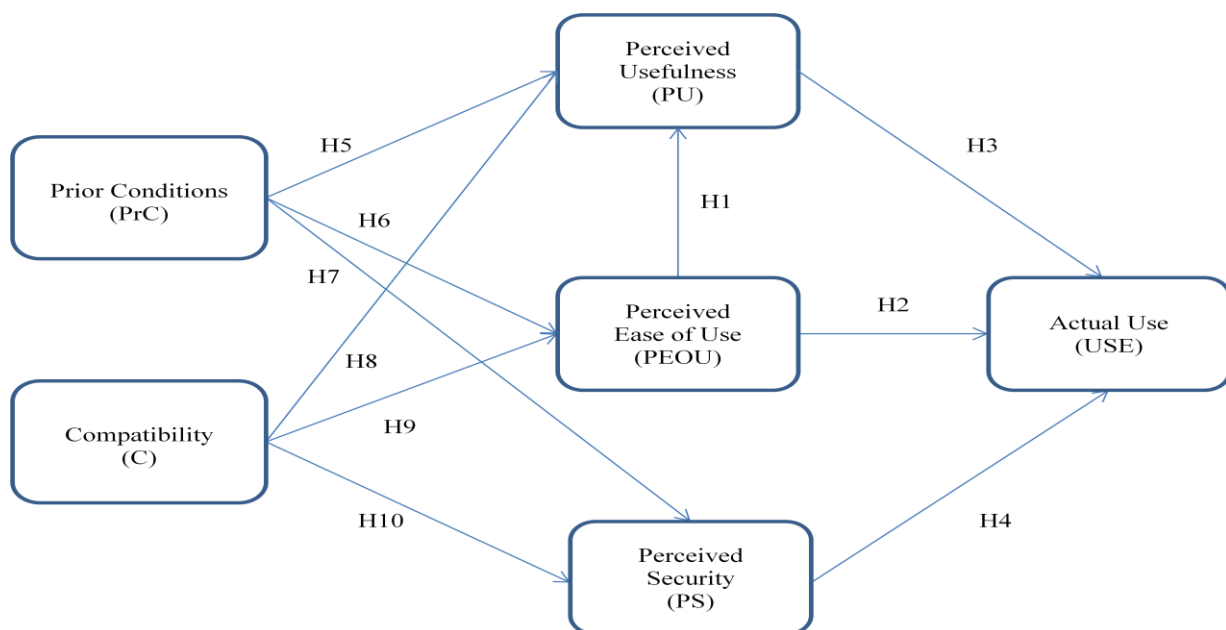 Perceived
Usefulness
(PU)
H5
H3
Prior Conditions
(PrC)
H1
H6
H7
Perceived
Ease of Use
(PEOU)
H2
Actual Use
(USE)
H8
H9
Compatibility
(C)
H10
H4
Perceived
Security
(PS)